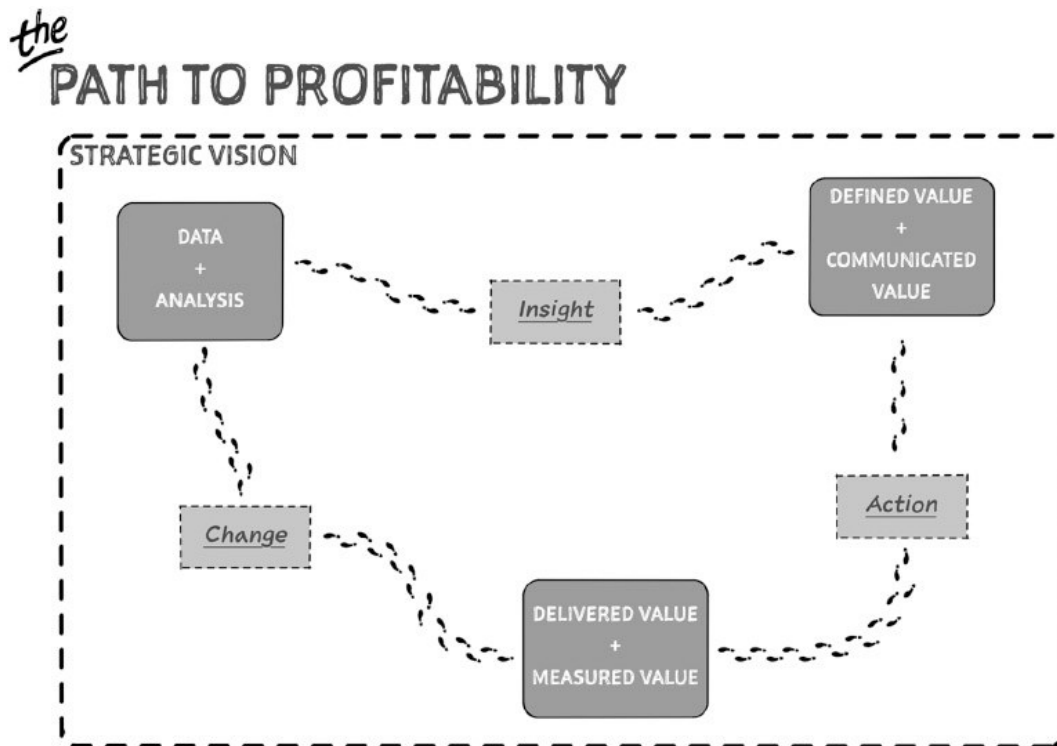 the
PATH TO PROFITABILITY
STRATEGIC VISION
DATA
+
ANALYSIS
Insight
DEFINED VALUE
+
COMMUNICATED
VALUE
Change
Action
DELIVERED VALUE
+
MEASURED VALUE